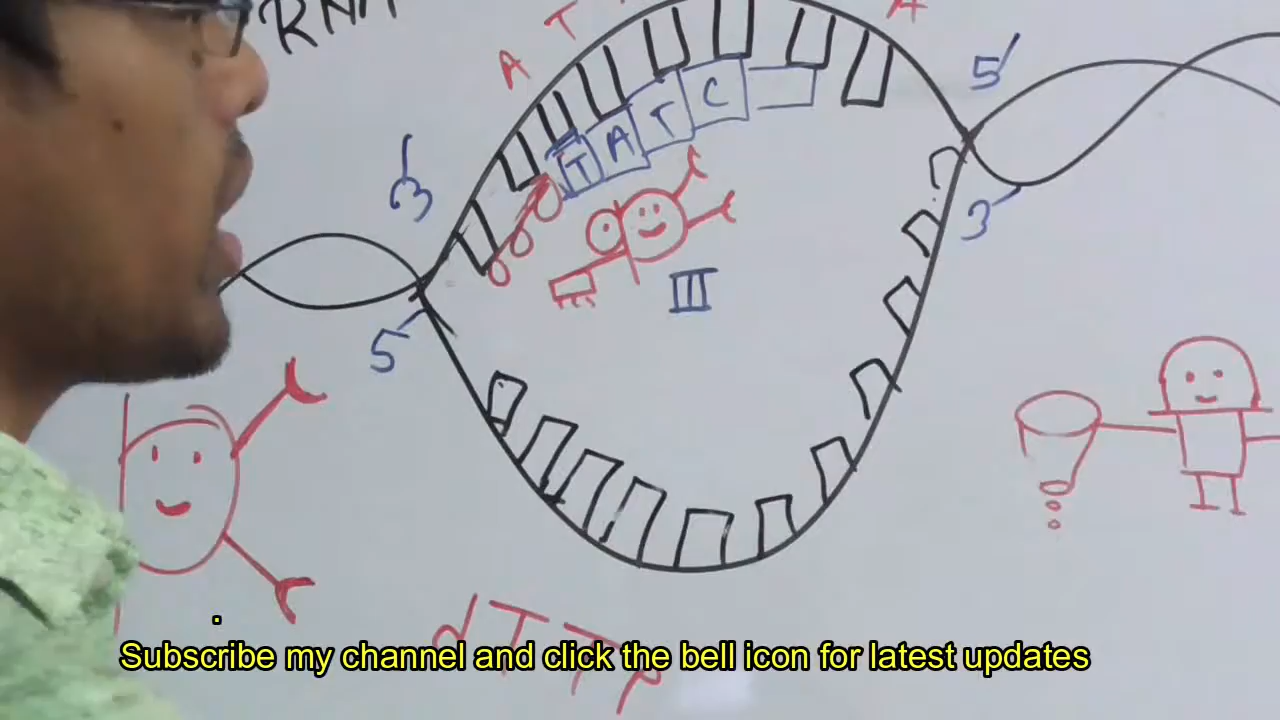 RNA
A T A
5'
T A T C
3
3
III
5
dTTP
Subscribe my channel and click the bell icon for latest updates